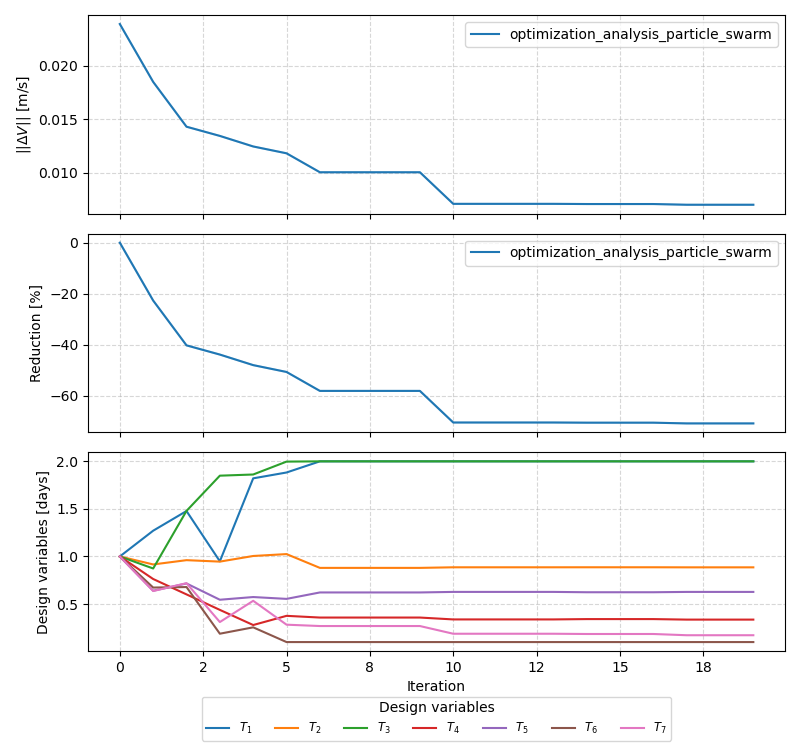 ||ΔV|| [m/s]
0.020
0.015
0.010
optimization_analysis_particle_swarm
Reduction [%]
0
−20
−40
−60
optimization_analysis_particle_swarm
Design variables [days]
2.0
1.5
1.0
0.5
0 2 5 8 10 12 15 18
Iteration
Design variables
T1 T2 T3 T4 T5 T6 T7